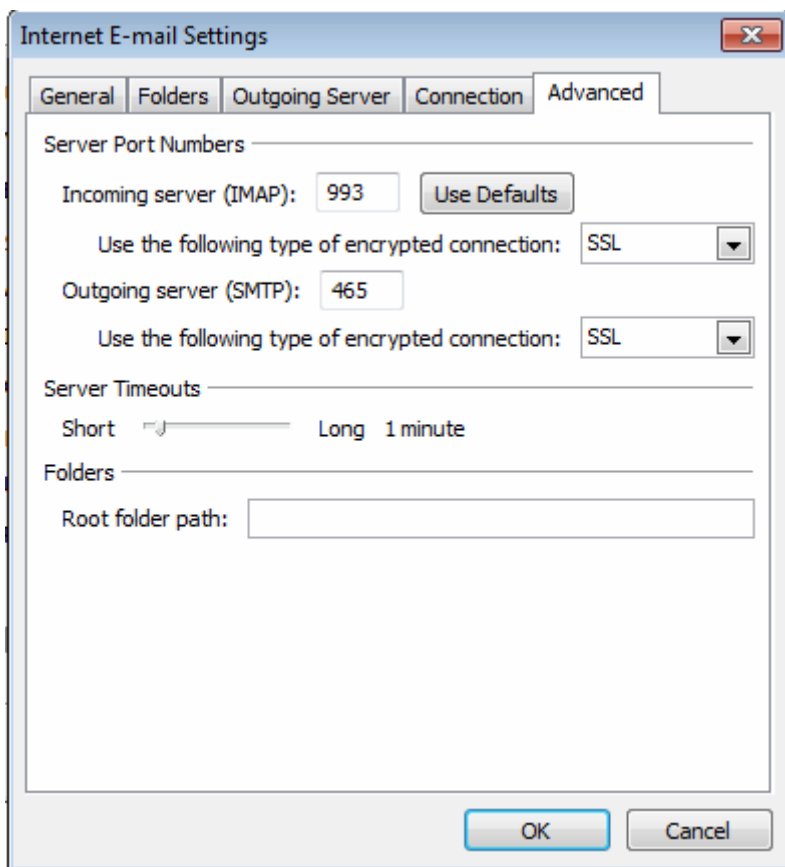 Internet E-mail Settings
General Folders Outgoing Server Connection Advanced
Server Port Numbers
Incoming server (IMAP): 993 Use Defaults
Use the following type of encrypted connection: SSL
Outgoing server (SMTP): 465
Use the following type of encrypted connection: SSL
Server Timeouts
Short Long 1 minute
Folders
Root folder path:
OK Cancel